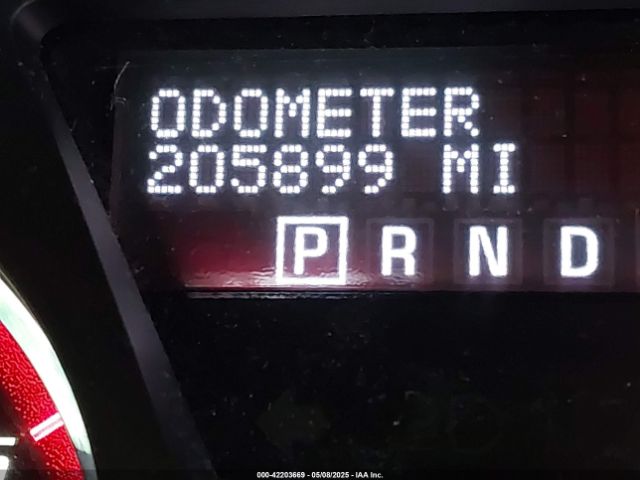 ODOMETER
205899 MI
P R N D
000-42203669 - 05/08/2025 - IAA Inc.